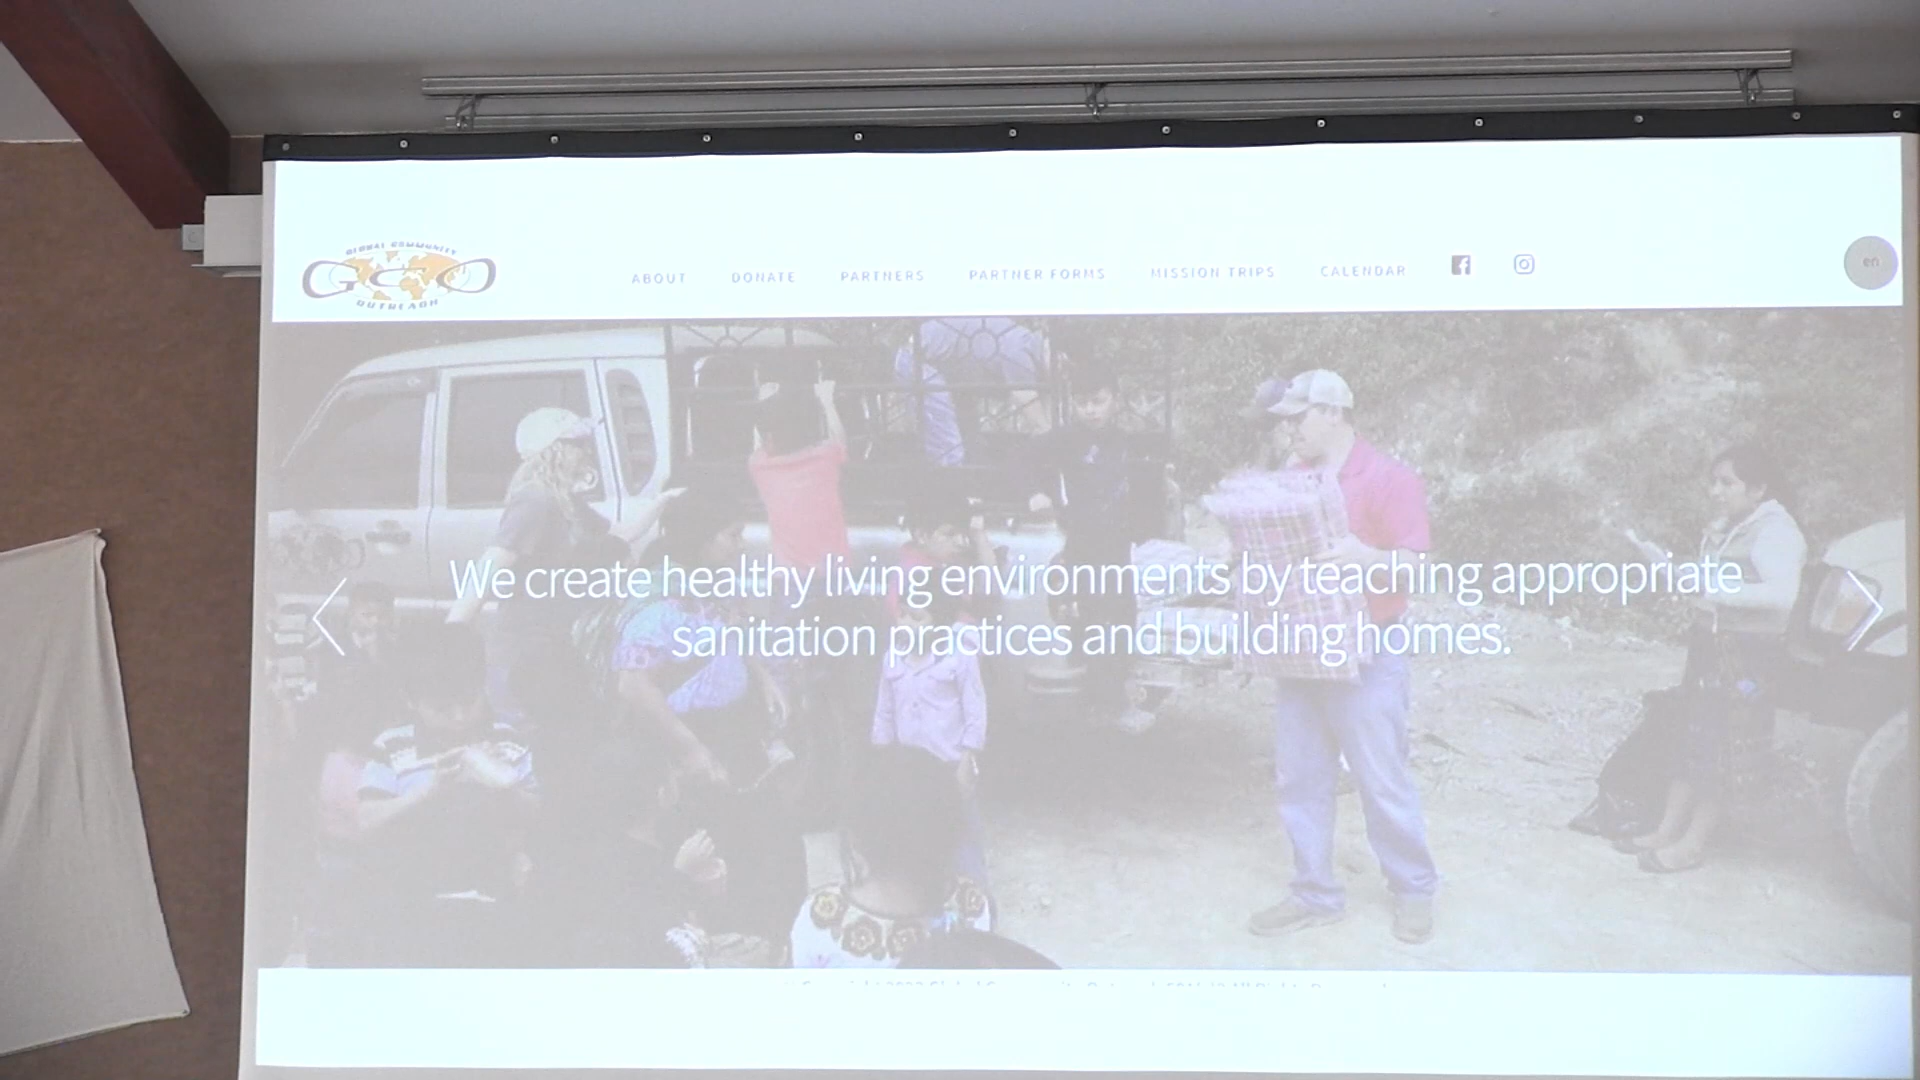 GLOBAL COMMUNITY
GCO
OUTREACH
ABOUT DONATE PARTNERS PARTNER FORMS MISSION TRIPS CALENDAR
en
We create healthy living environments by teaching appropriate
sanitation practices and building homes.